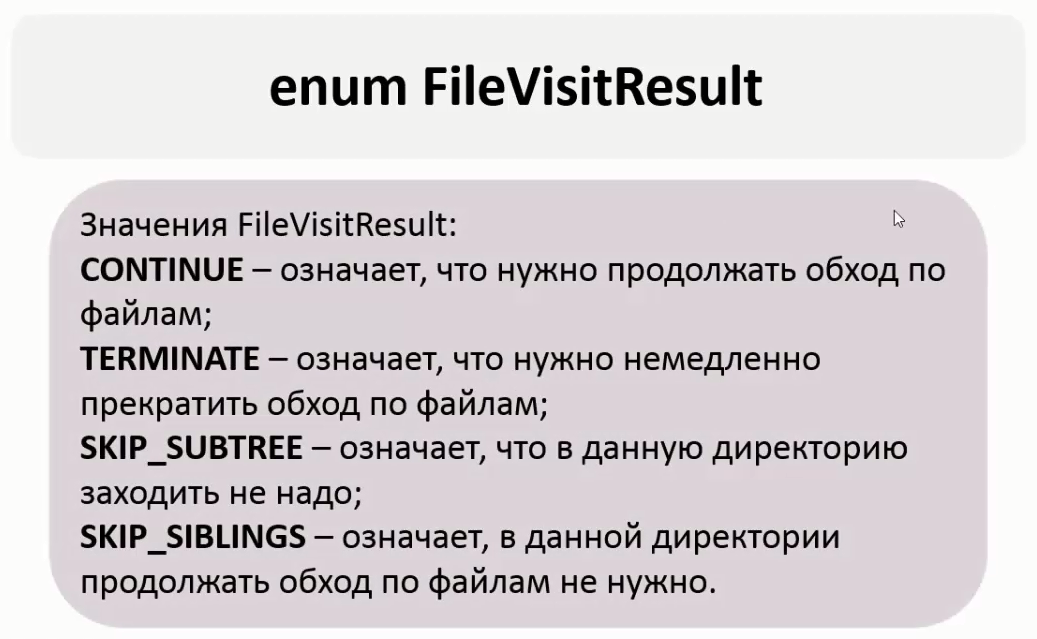 enum FileVisitResult
Значения FileVisitResult:
CONTINUE – означает, что нужно продолжать обход по
файлам;
TERMINATE – означает, что нужно немедленно
прекратить обход по файлам;
SKIP_SUBTREE – означает, что в данную директорию
заходить не надо;
SKIP_SIBLINGS – означает, в данной директории
продолжать обход по файлам не нужно.